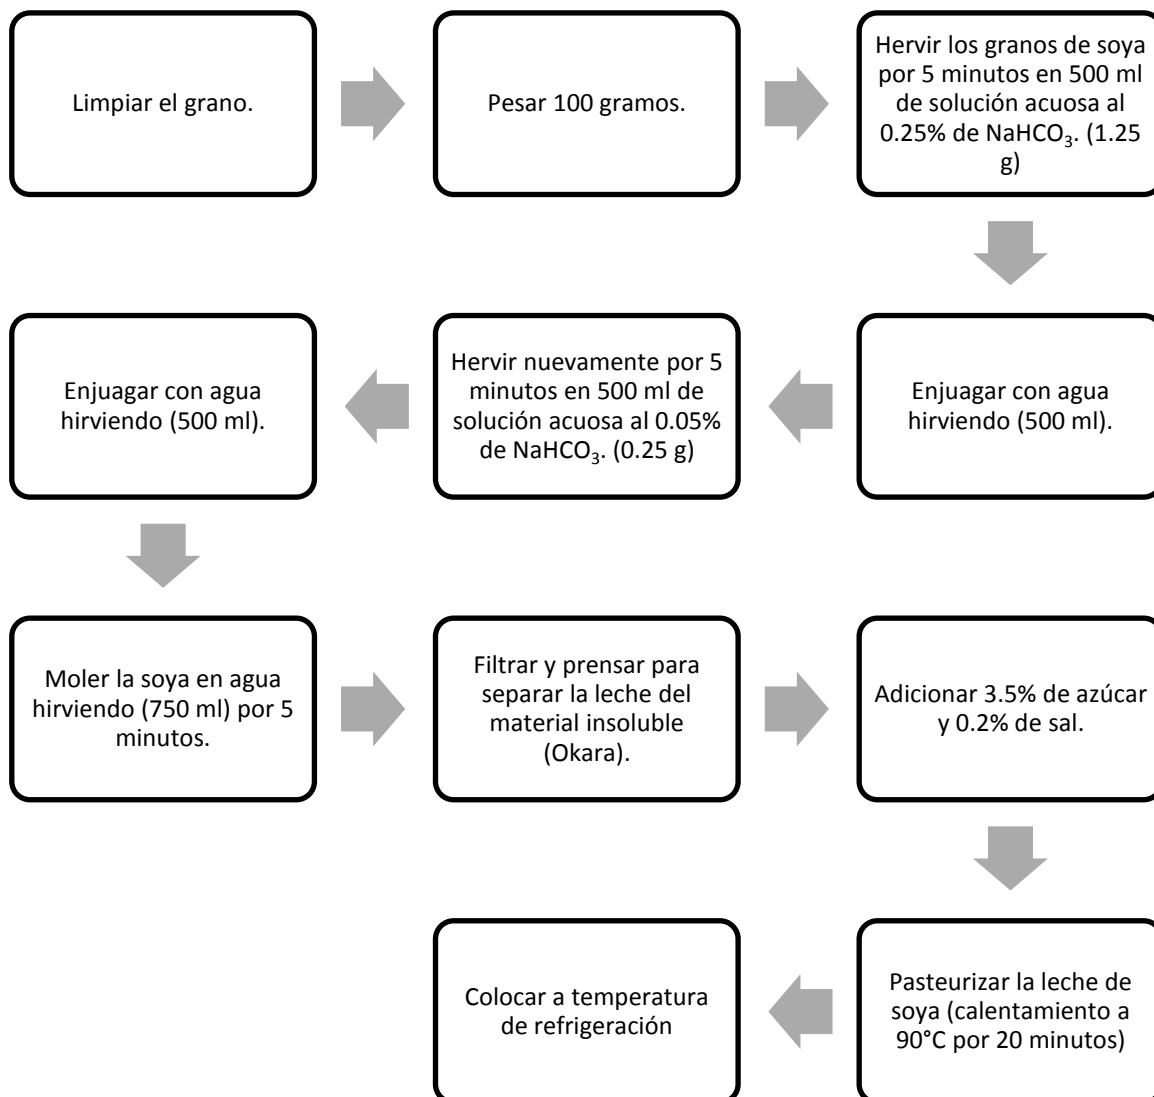 Limpiar el grano.
Pesar 100 gramos.
Hervir los granos de soya
por 5 minutos en 500 ml
de solución acuosa al
0.25% de NaHCO₃. (1.25
g)
Enjuagar con agua
hirviendo (500 ml).
Hervir nuevamente por 5
minutos en 500 ml de
solución acuosa al 0.05%
de NaHCO₃. (0.25 g)
Enjuagar con agua
hirviendo (500 ml).
Moler la soya en agua
hirviendo (750 ml) por 5
minutos.
Filtrar y prensar para
separar la leche del
material insoluble
(Okara).
Adicionar 3.5% de azúcar
y 0.2% de sal.
Pasteurizar la leche de
soya (calentamiento a
90°C por 20 minutos)
Colocar a temperatura
de refrigeración